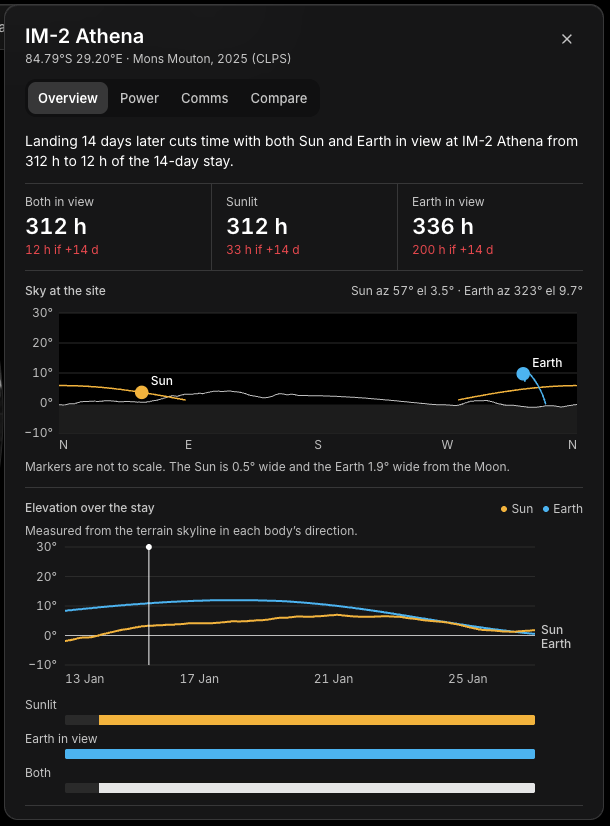 IM-2 Athena
84.79°S 29.20°E · Mons Mouton, 2025 (CLPS)
Overview Power Comms Compare
Landing 14 days later cuts time with both Sun and Earth in view at IM-2 Athena from
312 h to 12 h of the 14-day stay.
Both in view Sunlit Earth in view
312 h 312 h 336 h
12 h if +14 d 33 h if +14 d 200 h if +14 d
Sky at the site Sun az 57° el 3.5° · Earth az 323° el 9.7°
30°
20°
10°
0°
−10°
Sun
Earth
N E S W N
Markers are not to scale. The Sun is 0.5° wide and the Earth 1.9° wide from the Moon.
Elevation over the stay Sun Earth
Measured from the terrain skyline in each body’s direction.
30°
20°
10°
0°
−10°
Sun
Earth
13 Jan 17 Jan 21 Jan 25 Jan
Sunlit
Earth in view
Both